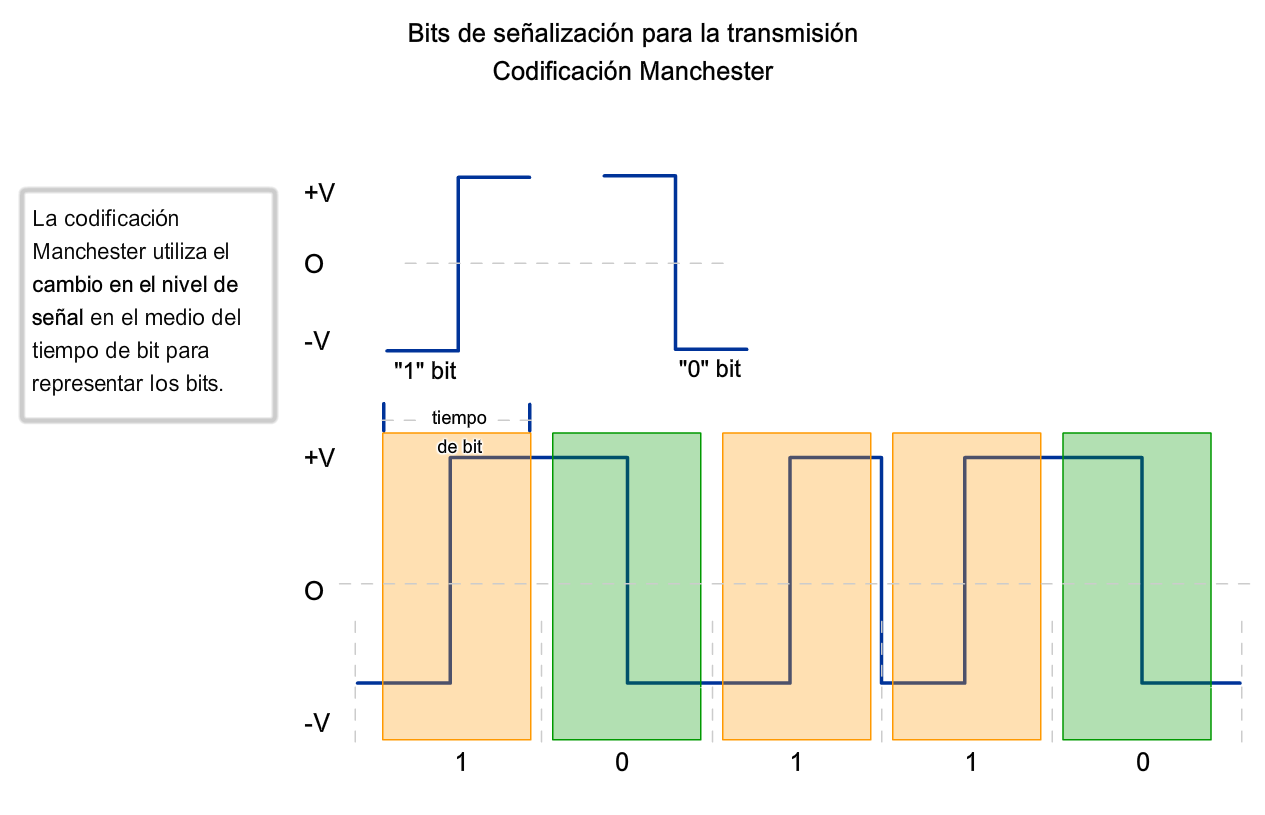 Bits de señalización para la transmisión
Codificación Manchester
La codificación
Manchester utiliza el
cambio en el nivel de
señal en el medio del
tiempo de bit para
representar los bits.
+V
O
-V
"1" bit
"0" bit
tiempo
de bit
+V
O
-V
1 0 1 1 0